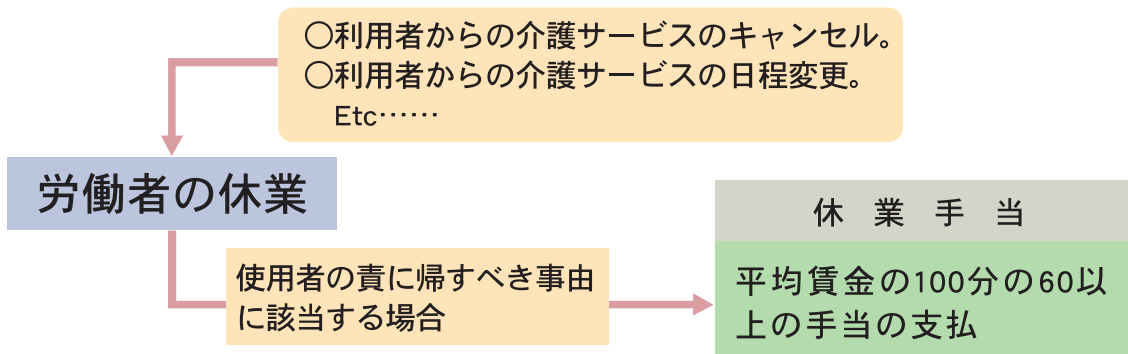 ○利用者からの介護サービスのキャンセル。
○利用者からの介護サービスの日程変更。
Etc……
労働者の休業
使用者の責に帰すべき事由
に該当する場合
休業手当
平均賃金の100分の60以
上の手当の支払